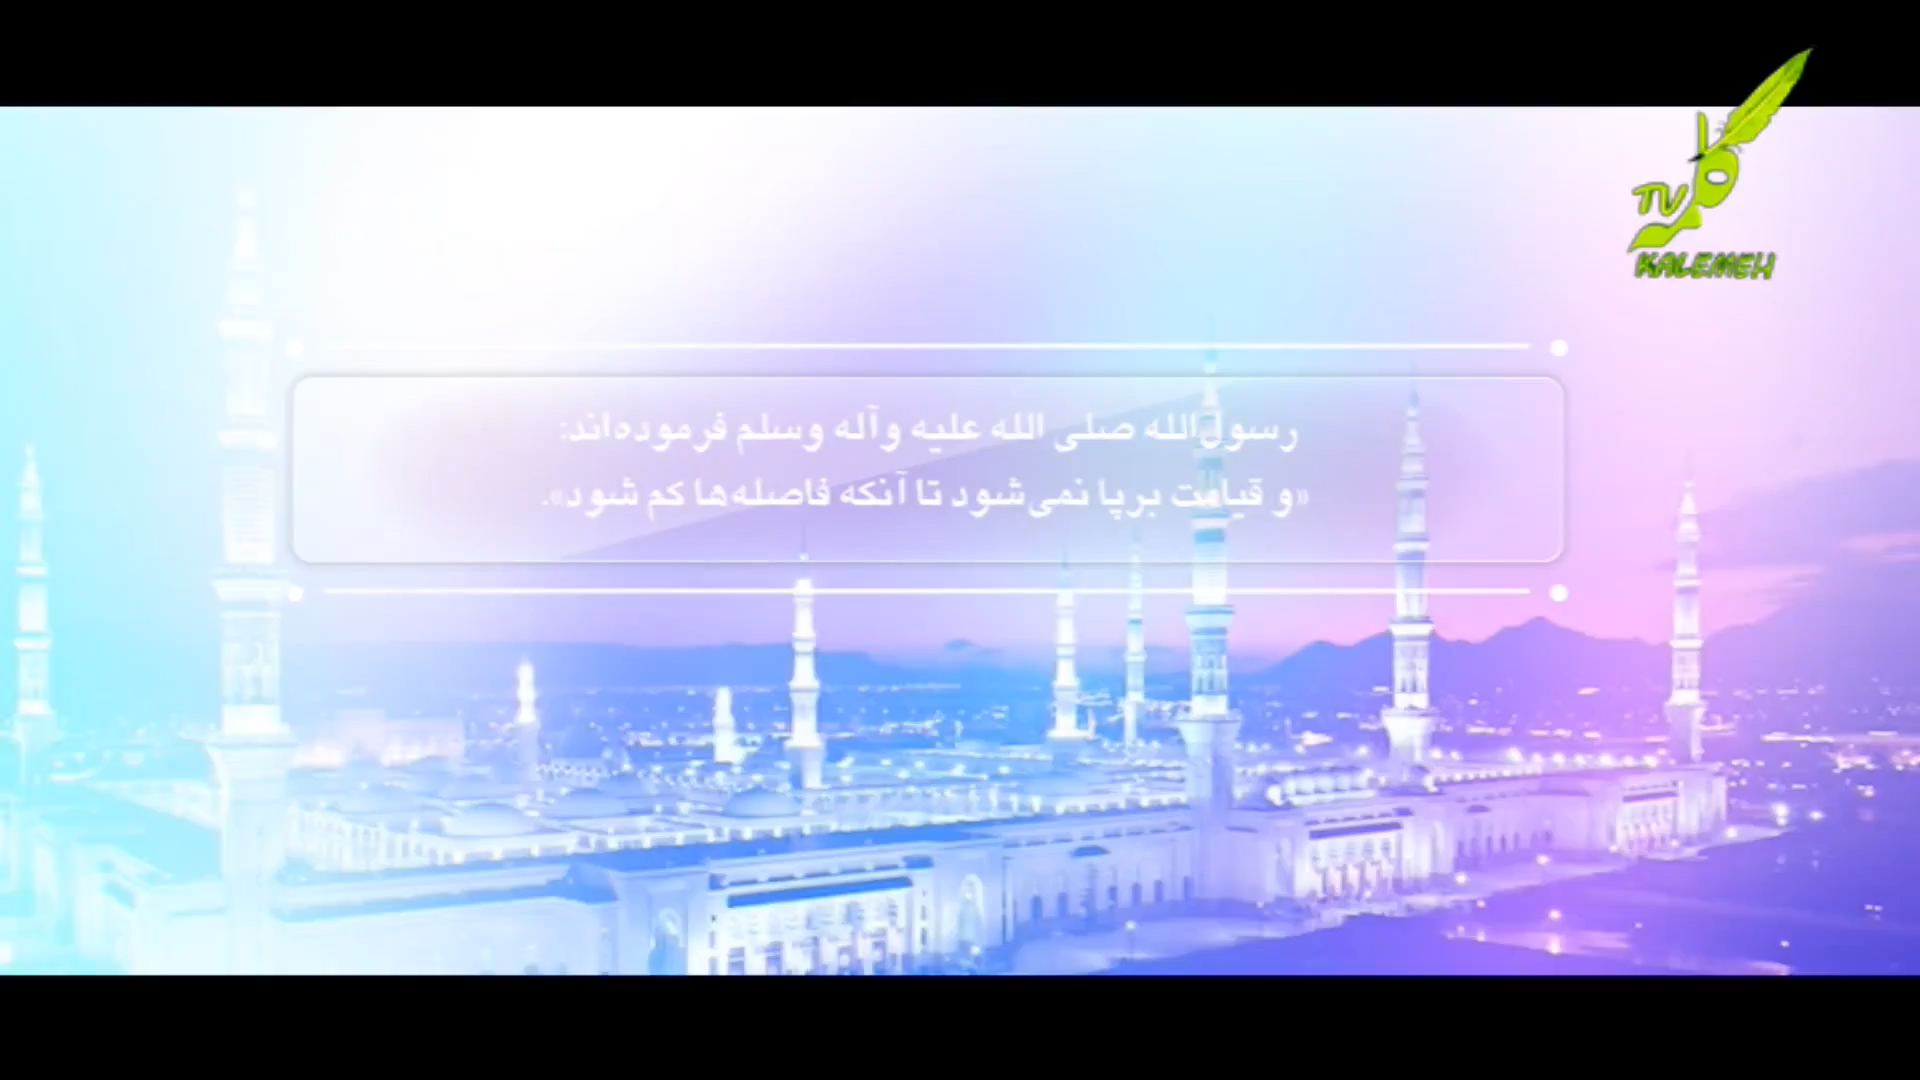 TV
KALEMEH
رسول‌الله صلی الله علیه وآله وسلم فرموده‌اند:
«و قیامت برپا نمی‌شود تا آنکه فاصله‌ها کم شود».